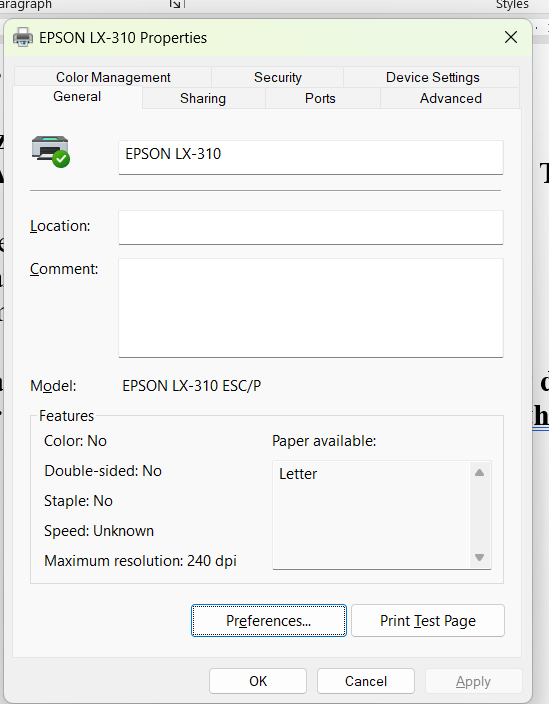 aragraph
Styles
EPSON LX-310 Properties
Color Management
Security
Device Settings
General
Sharing
Ports
Advanced
EPSON LX-310
Location:
Comment:
Model:
EPSON LX-310 ESC/P
Features
Color: No
Paper available:
Double-sided: No
Letter
Staple: No
Speed: Unknown
Maximum resolution: 240 dpi
Preferences...
Print Test Page
OK
Cancel
Apply